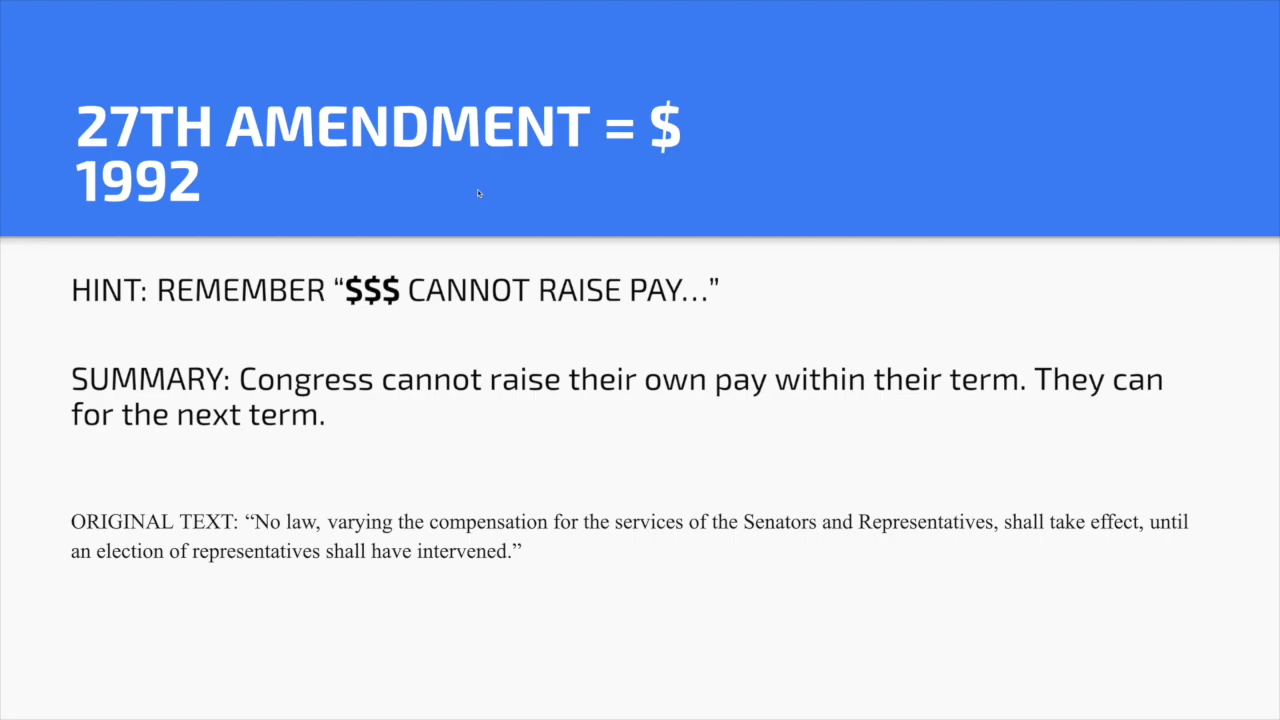 27TH AMENDMENT = $
1992
HINT: REMEMBER “$$$ CANNOT RAISE PAY…”
SUMMARY: Congress cannot raise their own pay within their term. They can
for the next term.
ORIGINAL TEXT: “No law, varying the compensation for the services of the Senators and Representatives, shall take effect, until
an election of representatives shall have intervened.”